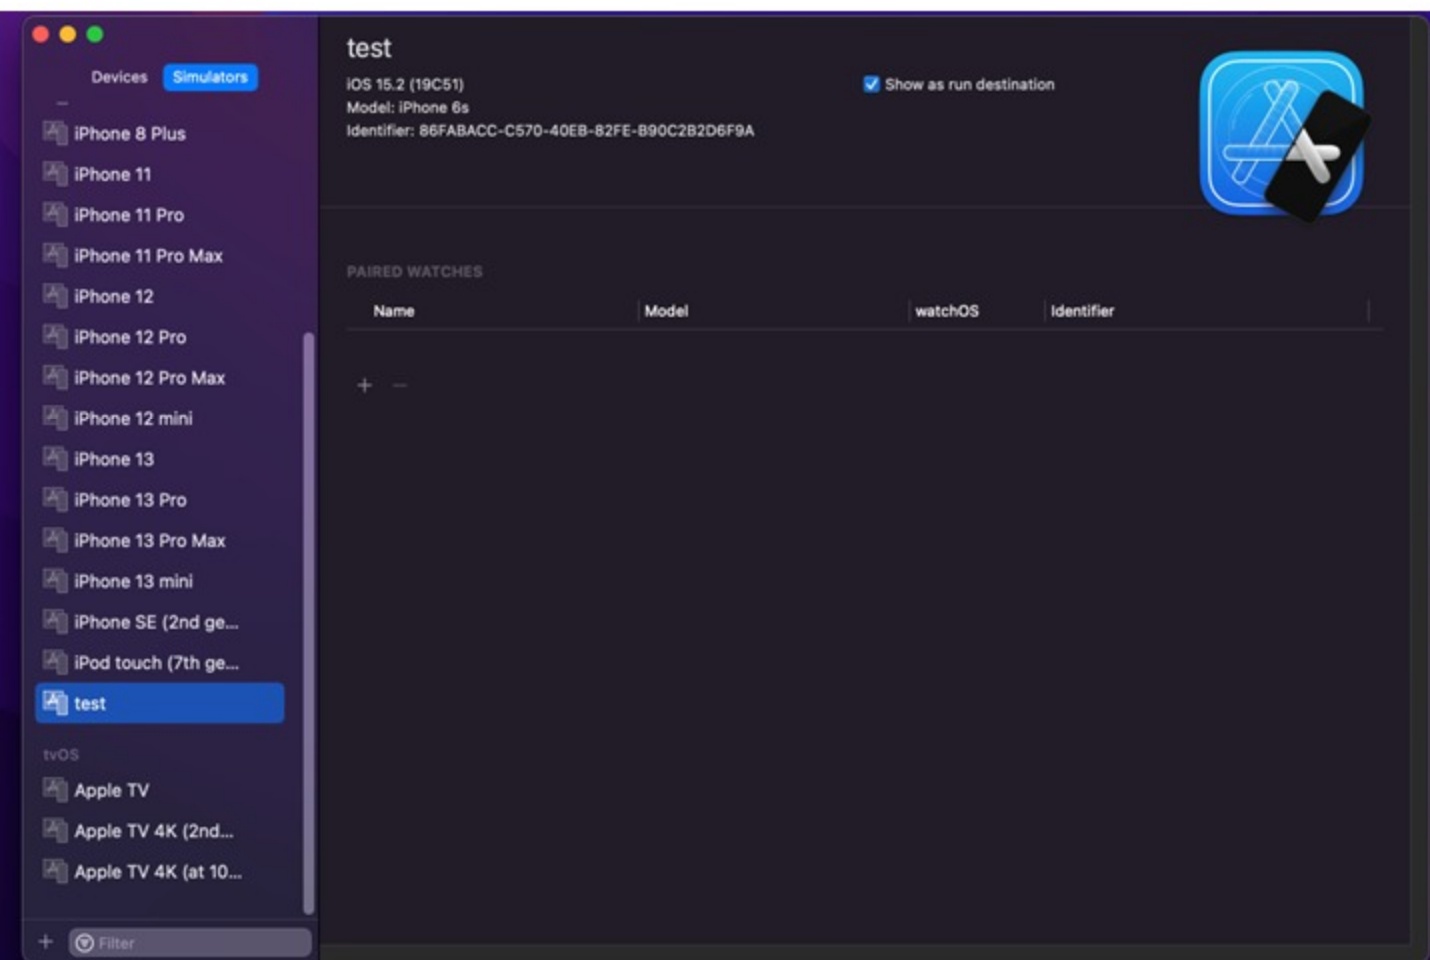 Devices
Simulators
iPhone 8 Plus
iPhone 11
iPhone 11 Pro
iPhone 11 Pro Max
iPhone 12
iPhone 12 Pro
iPhone 12 Pro Max
iPhone 12 mini
iPhone 13
iPhone 13 Pro
iPhone 13 Pro Max
iPhone 13 mini
iPhone SE (2nd ge...
iPod touch (7th ge...
test
tvOS
Apple TV
Apple TV 4K (2nd...
Apple TV 4K (at 10...
Filter
test
iOS 15.2 (19C51)
Model: iPhone 6s
Identifier: 86FABACC-C570-40EB-82FE-B90C2B2D6F9A
Show as run destination
PAIRED WATCHES
Name
Model
watchOS
Identifier